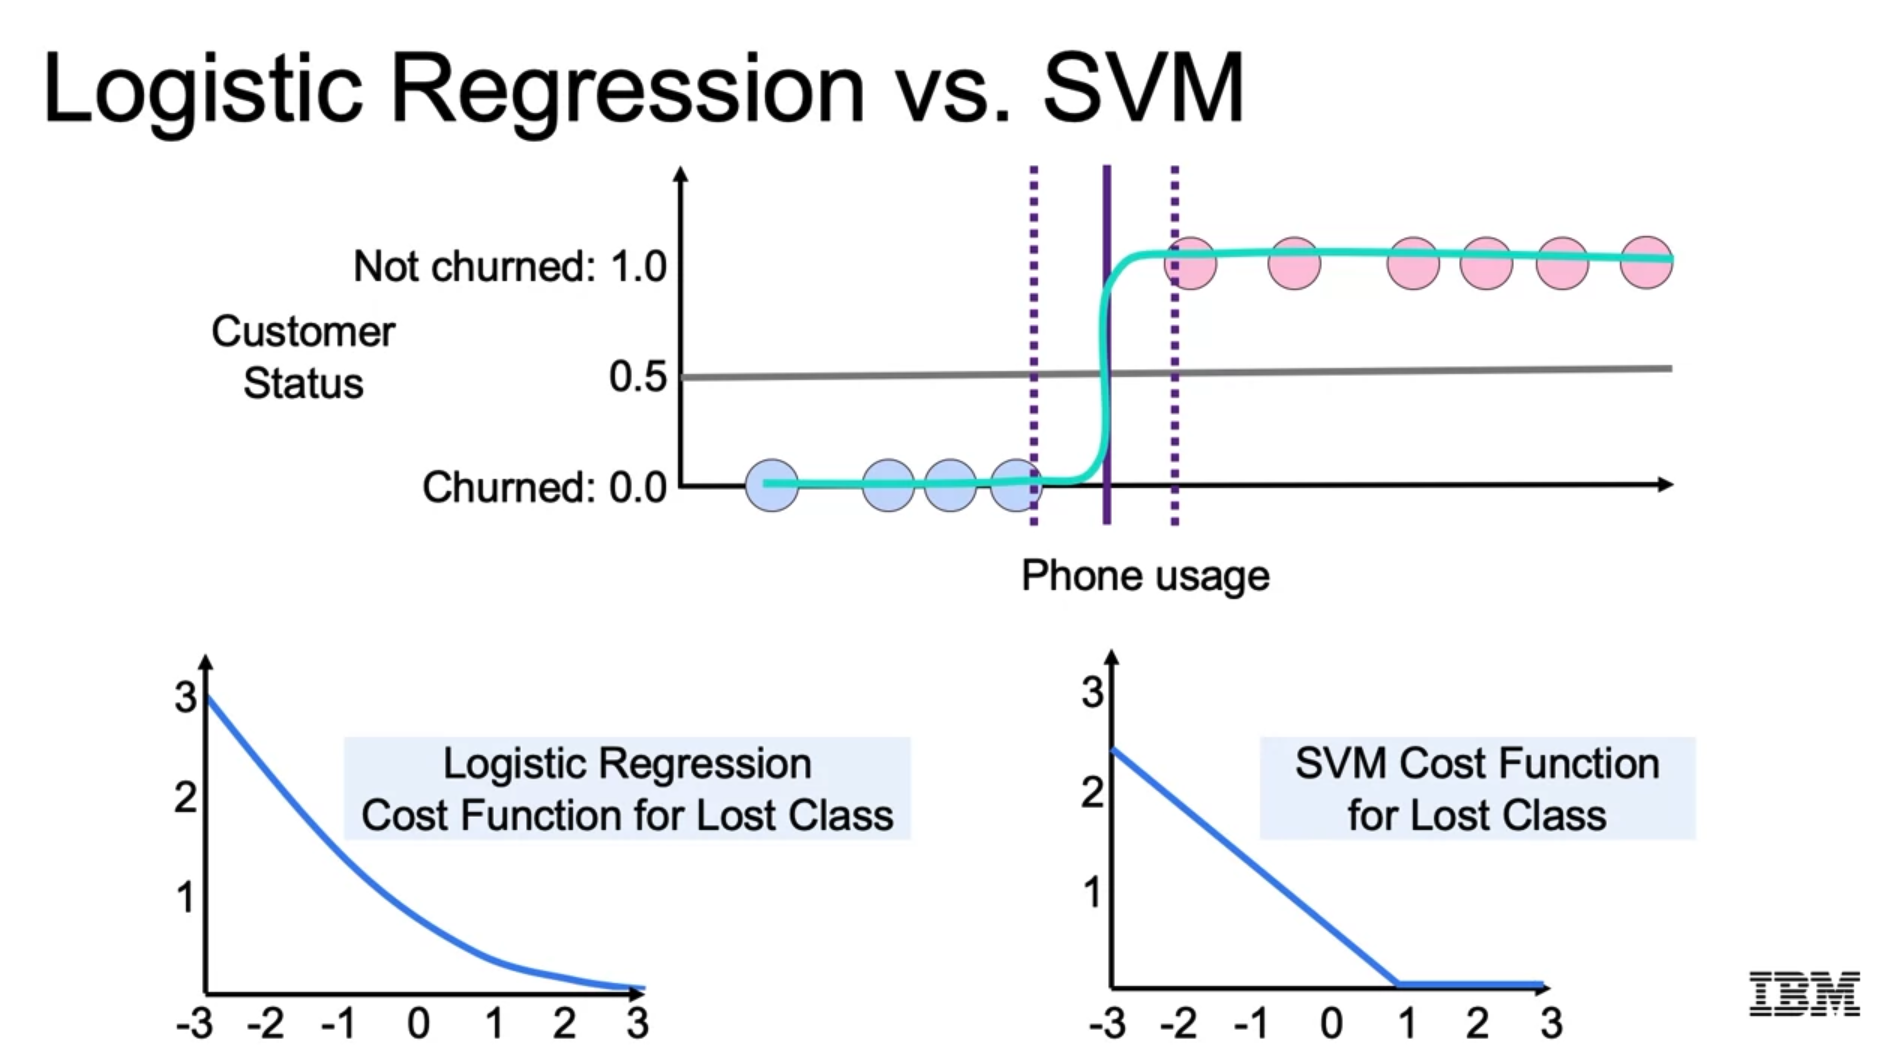 Logistic Regression vs. SVM
Not churned: 1.0
Customer
Status
0.5
Churned: 0.0
Phone usage
3
2
1
Logistic Regression
Cost Function for Lost Class
-3 -2 -1 0 1 2 3
3
2
1
SVM Cost Function
for Lost Class
-3 -2 -1 0 1 2 3
IBM